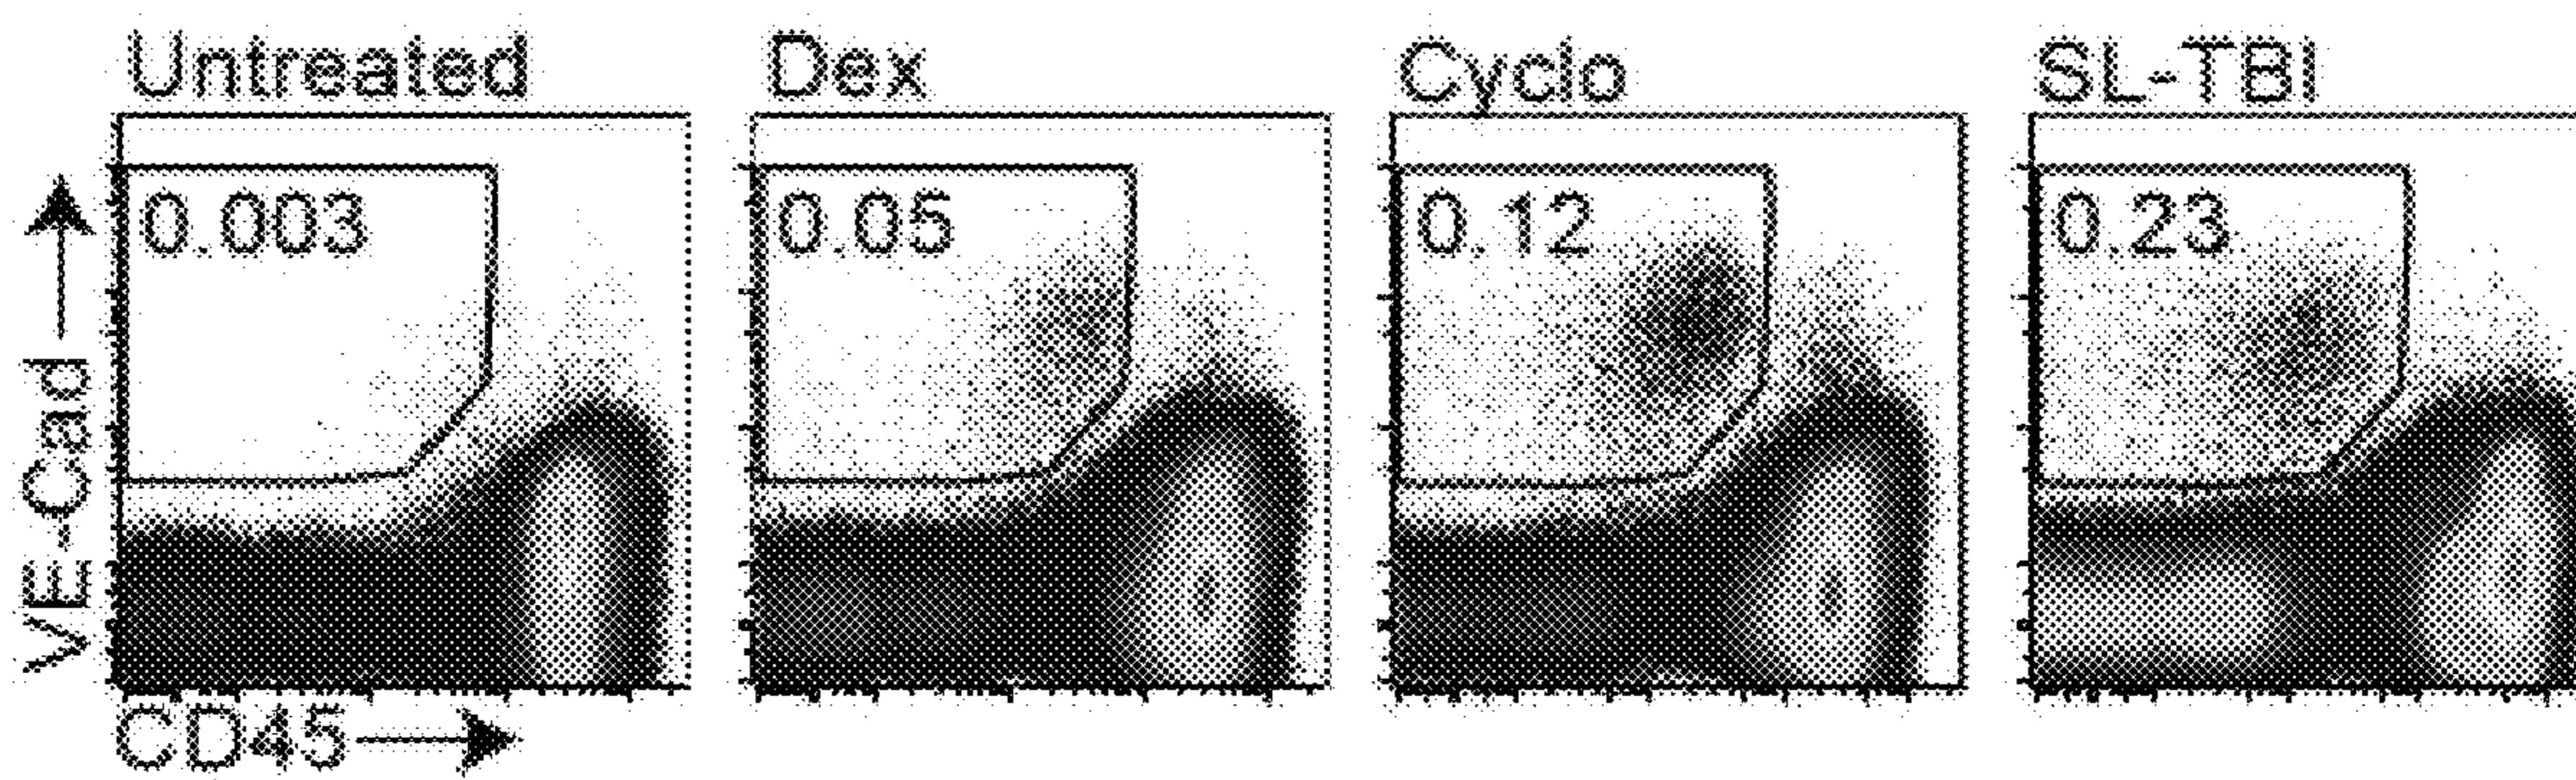 Untreated
Dex
Cyclo
SL-TBI
0.003
0.05
0.12
0.23
VE-Cad
CD45